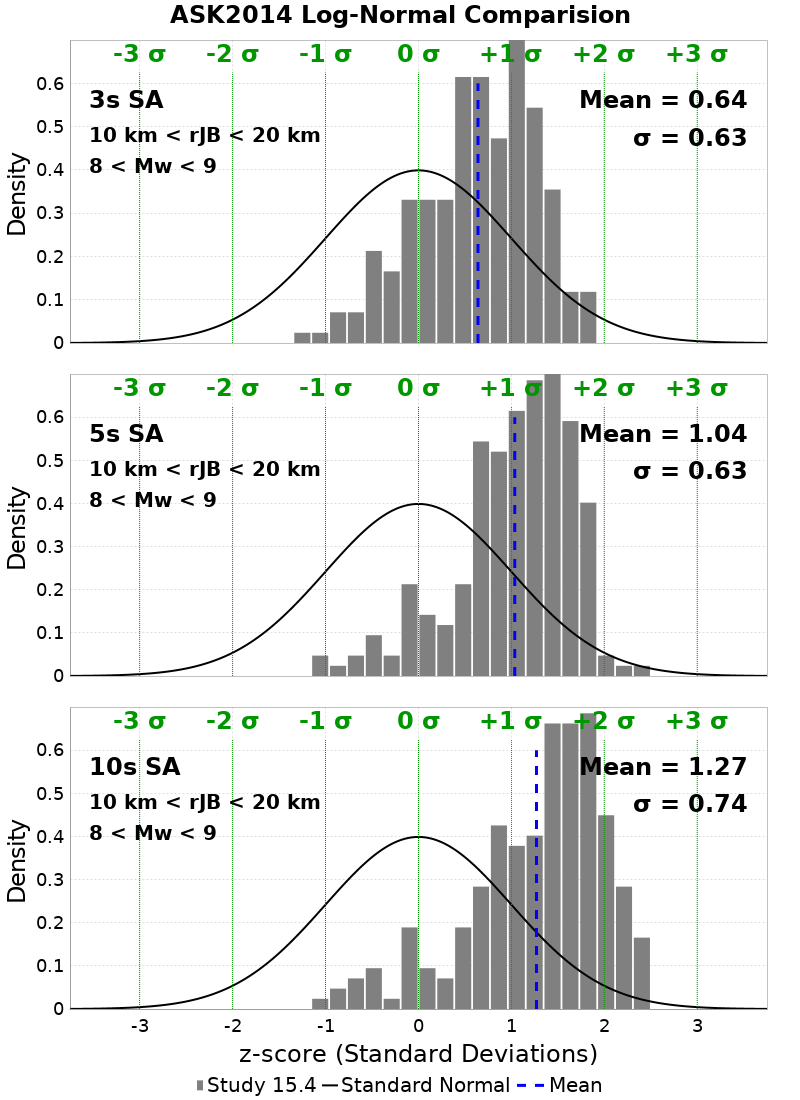 ASK2014 Log-Normal Comparision
-3 σ -2 σ -1 σ 0 σ +1 σ +2 σ +3 σ
0.6
3s SA Mean = 0.64
0.5
10 km < rJB < 20 km σ = 0.63
8 < Mw < 9
0.4
Density
0.3
0.2
0.1
0
-3 σ -2 σ -1 σ 0 σ +1 σ +2 σ +3 σ
0.6
5s SA Mean = 1.04
0.5
10 km < rJB < 20 km σ = 0.63
8 < Mw < 9
0.4
Density
0.3
0.2
0.1
0
-3 σ -2 σ -1 σ 0 σ +1 σ +2 σ +3 σ
0.6
10s SA Mean = 1.27
0.5
10 km < rJB < 20 km σ = 0.74
8 < Mw < 9
0.4
Density
0.3
0.2
0.1
0
-3 -2 -1 0 1 2 3
z-score (Standard Deviations)
Study 15.4 Standard Normal Mean